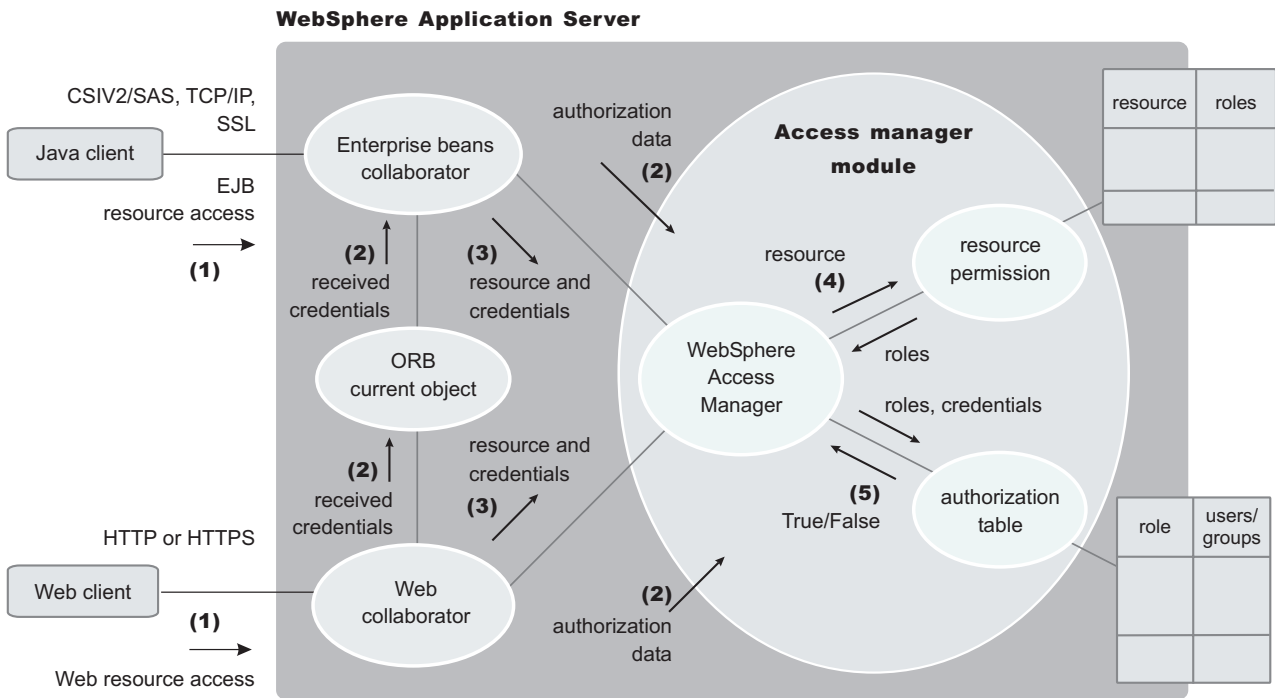 WebSphere Application Server
CSIV2/SAS, TCP/IP,
SSL
Java client
EJB
resource access
(1)
Enterprise beans
collaborator
authorization
data
(2)
Access manager
module
resource
roles
(2)
received
credentials
(3)
resource and
credentials
resource
(4)
resource
permission
roles
ORB
current object
WebSphere
Access
Manager
roles, credentials
(2)
received
credentials
resource and
credentials
(3)
(5)
True/False
authorization
table
role
users/
groups
HTTP or HTTPS
Web client
(1)
Web resource access
Web
collaborator
(2)
authorization
data